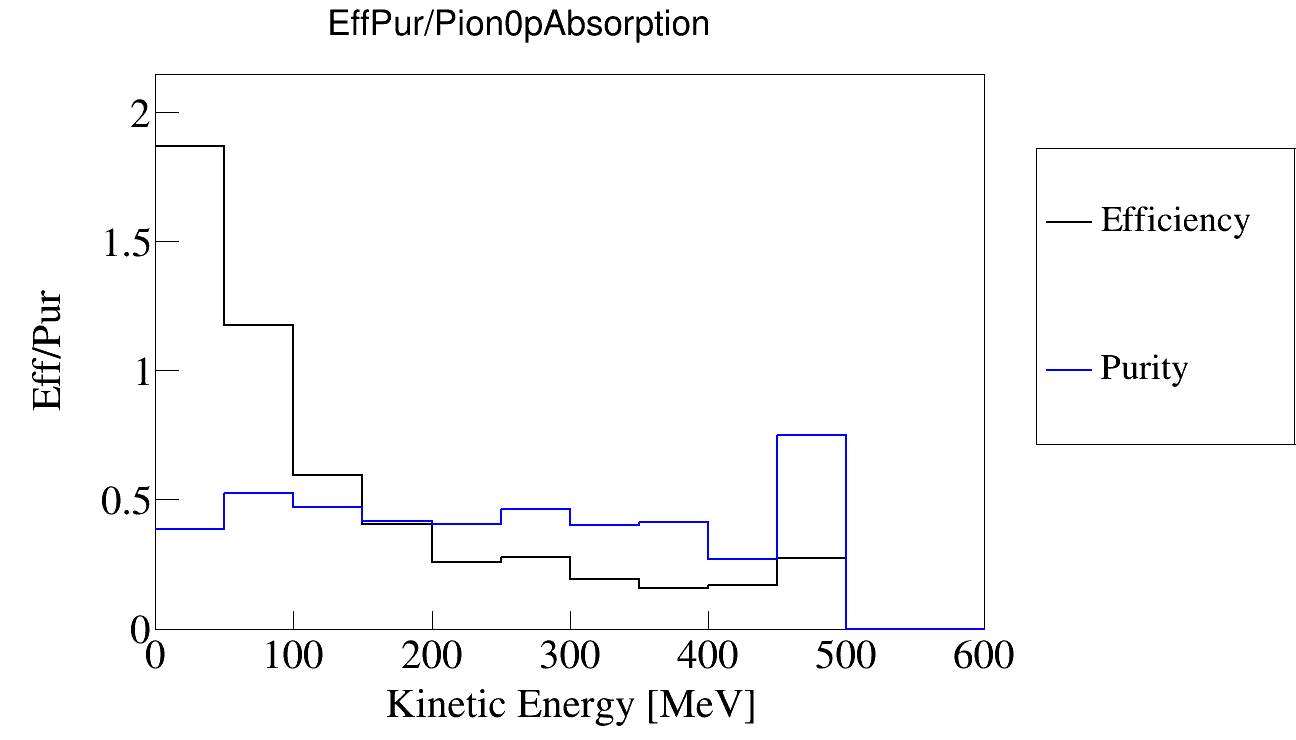 EffPur/Pion0pAbsorption
2
1.5
1
0.5
0
Eff/Pur
0 100 200 300 400 500 600
Kinetic Energy [MeV]
Efficiency
Purity